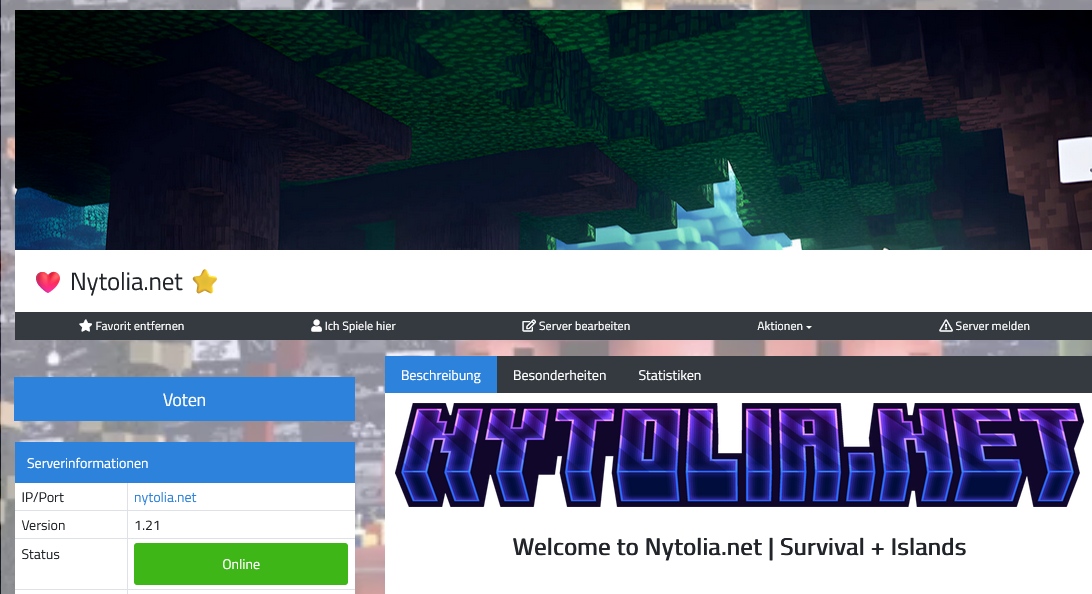 Nytolia.net
Favorit entfernen
Ich Spiele hier
Server bearbeiten
Aktionen
Server melden
Voten
Serverinformationen
IP/Port nytolia.net
Version 1.21
Status Online
Beschreibung Besonderheiten Statistiken
NYTOLIA.NET
Welcome to Nytolia.net | Survival + Islands